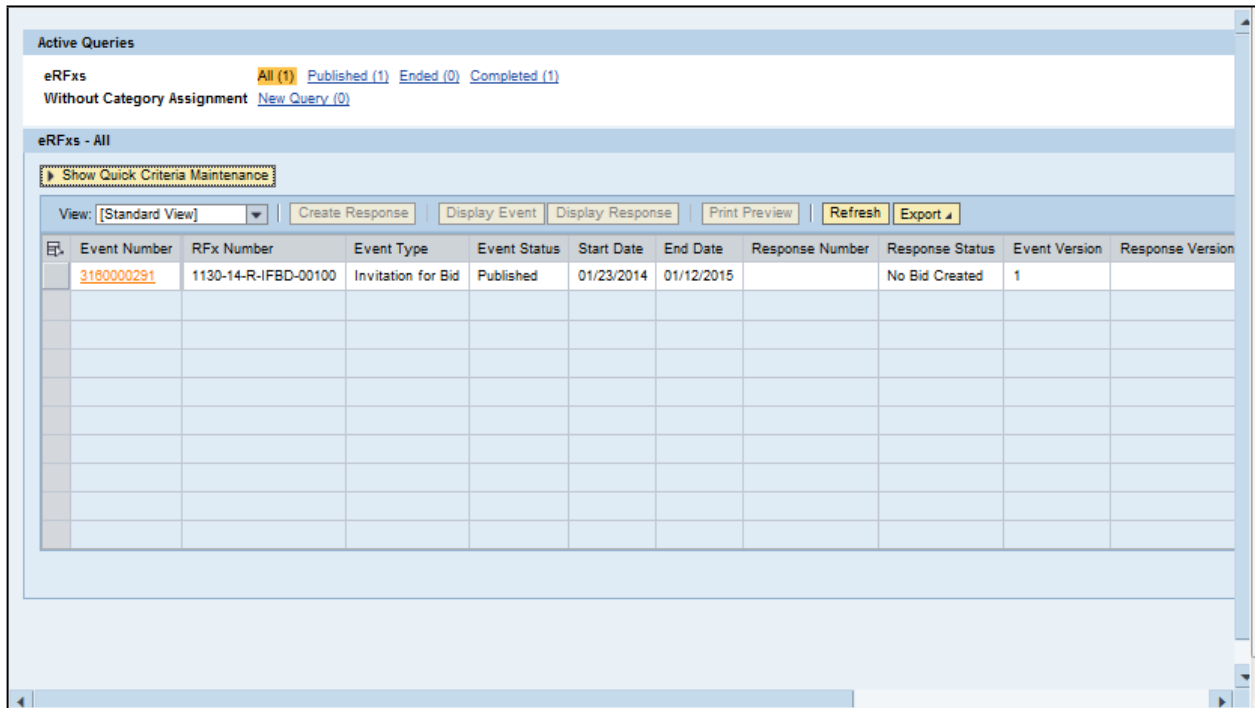 Active Queries
eRFxs All (1) Published (1) Ended (0) Completed (1)
Without Category Assignment New Query (0)
eRFxs - All
Show Quick Criteria Maintenance
View: [Standard View] Create Response Display Event Display Response Print Preview Refresh Export
Event Number RFx Number Event Type Event Status Start Date End Date Response Number Response Status Event Version Response Version
3160000291 1130-14-R-IFBD-00100 Invitation for Bid Published 01/23/2014 01/12/2015 No Bid Created 1